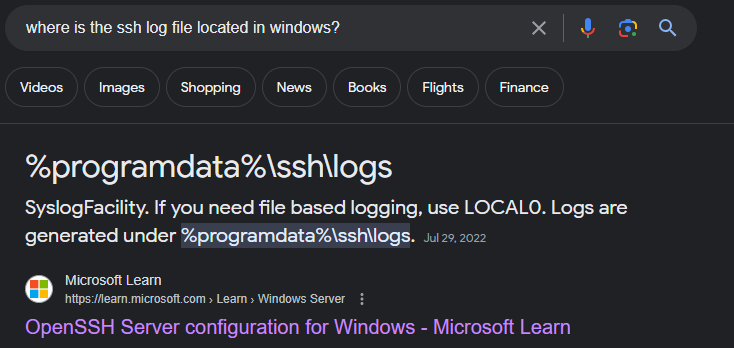 where is the ssh log file located in windows?
Videos
Images
Shopping
News
Books
Flights
Finance
%programdata%\ssh\logs
SyslogFacility. If you need file based logging, use LOCAL0. Logs are
generated under %programdata%\ssh\logs. Jul 29, 2022
Microsoft Learn
https://learn.microsoft.com › Learn › Windows Server
OpenSSH Server configuration for Windows - Microsoft Learn